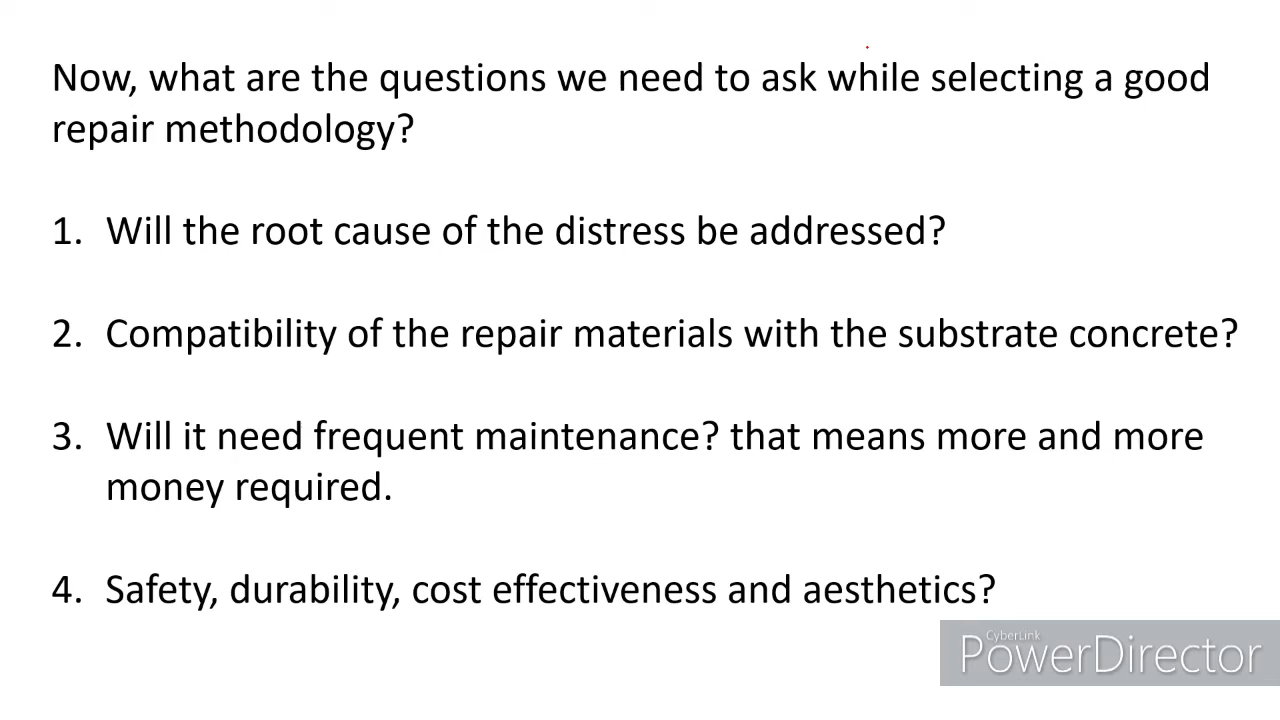 Now, what are the questions we need to ask while selecting a good
repair methodology?
1. Will the root cause of the distress be addressed?
2. Compatibility of the repair materials with the substrate concrete?
3. Will it need frequent maintenance? that means more and more
money required.
4. Safety, durability, cost effectiveness and aesthetics?
CyberLink
PowerDirector